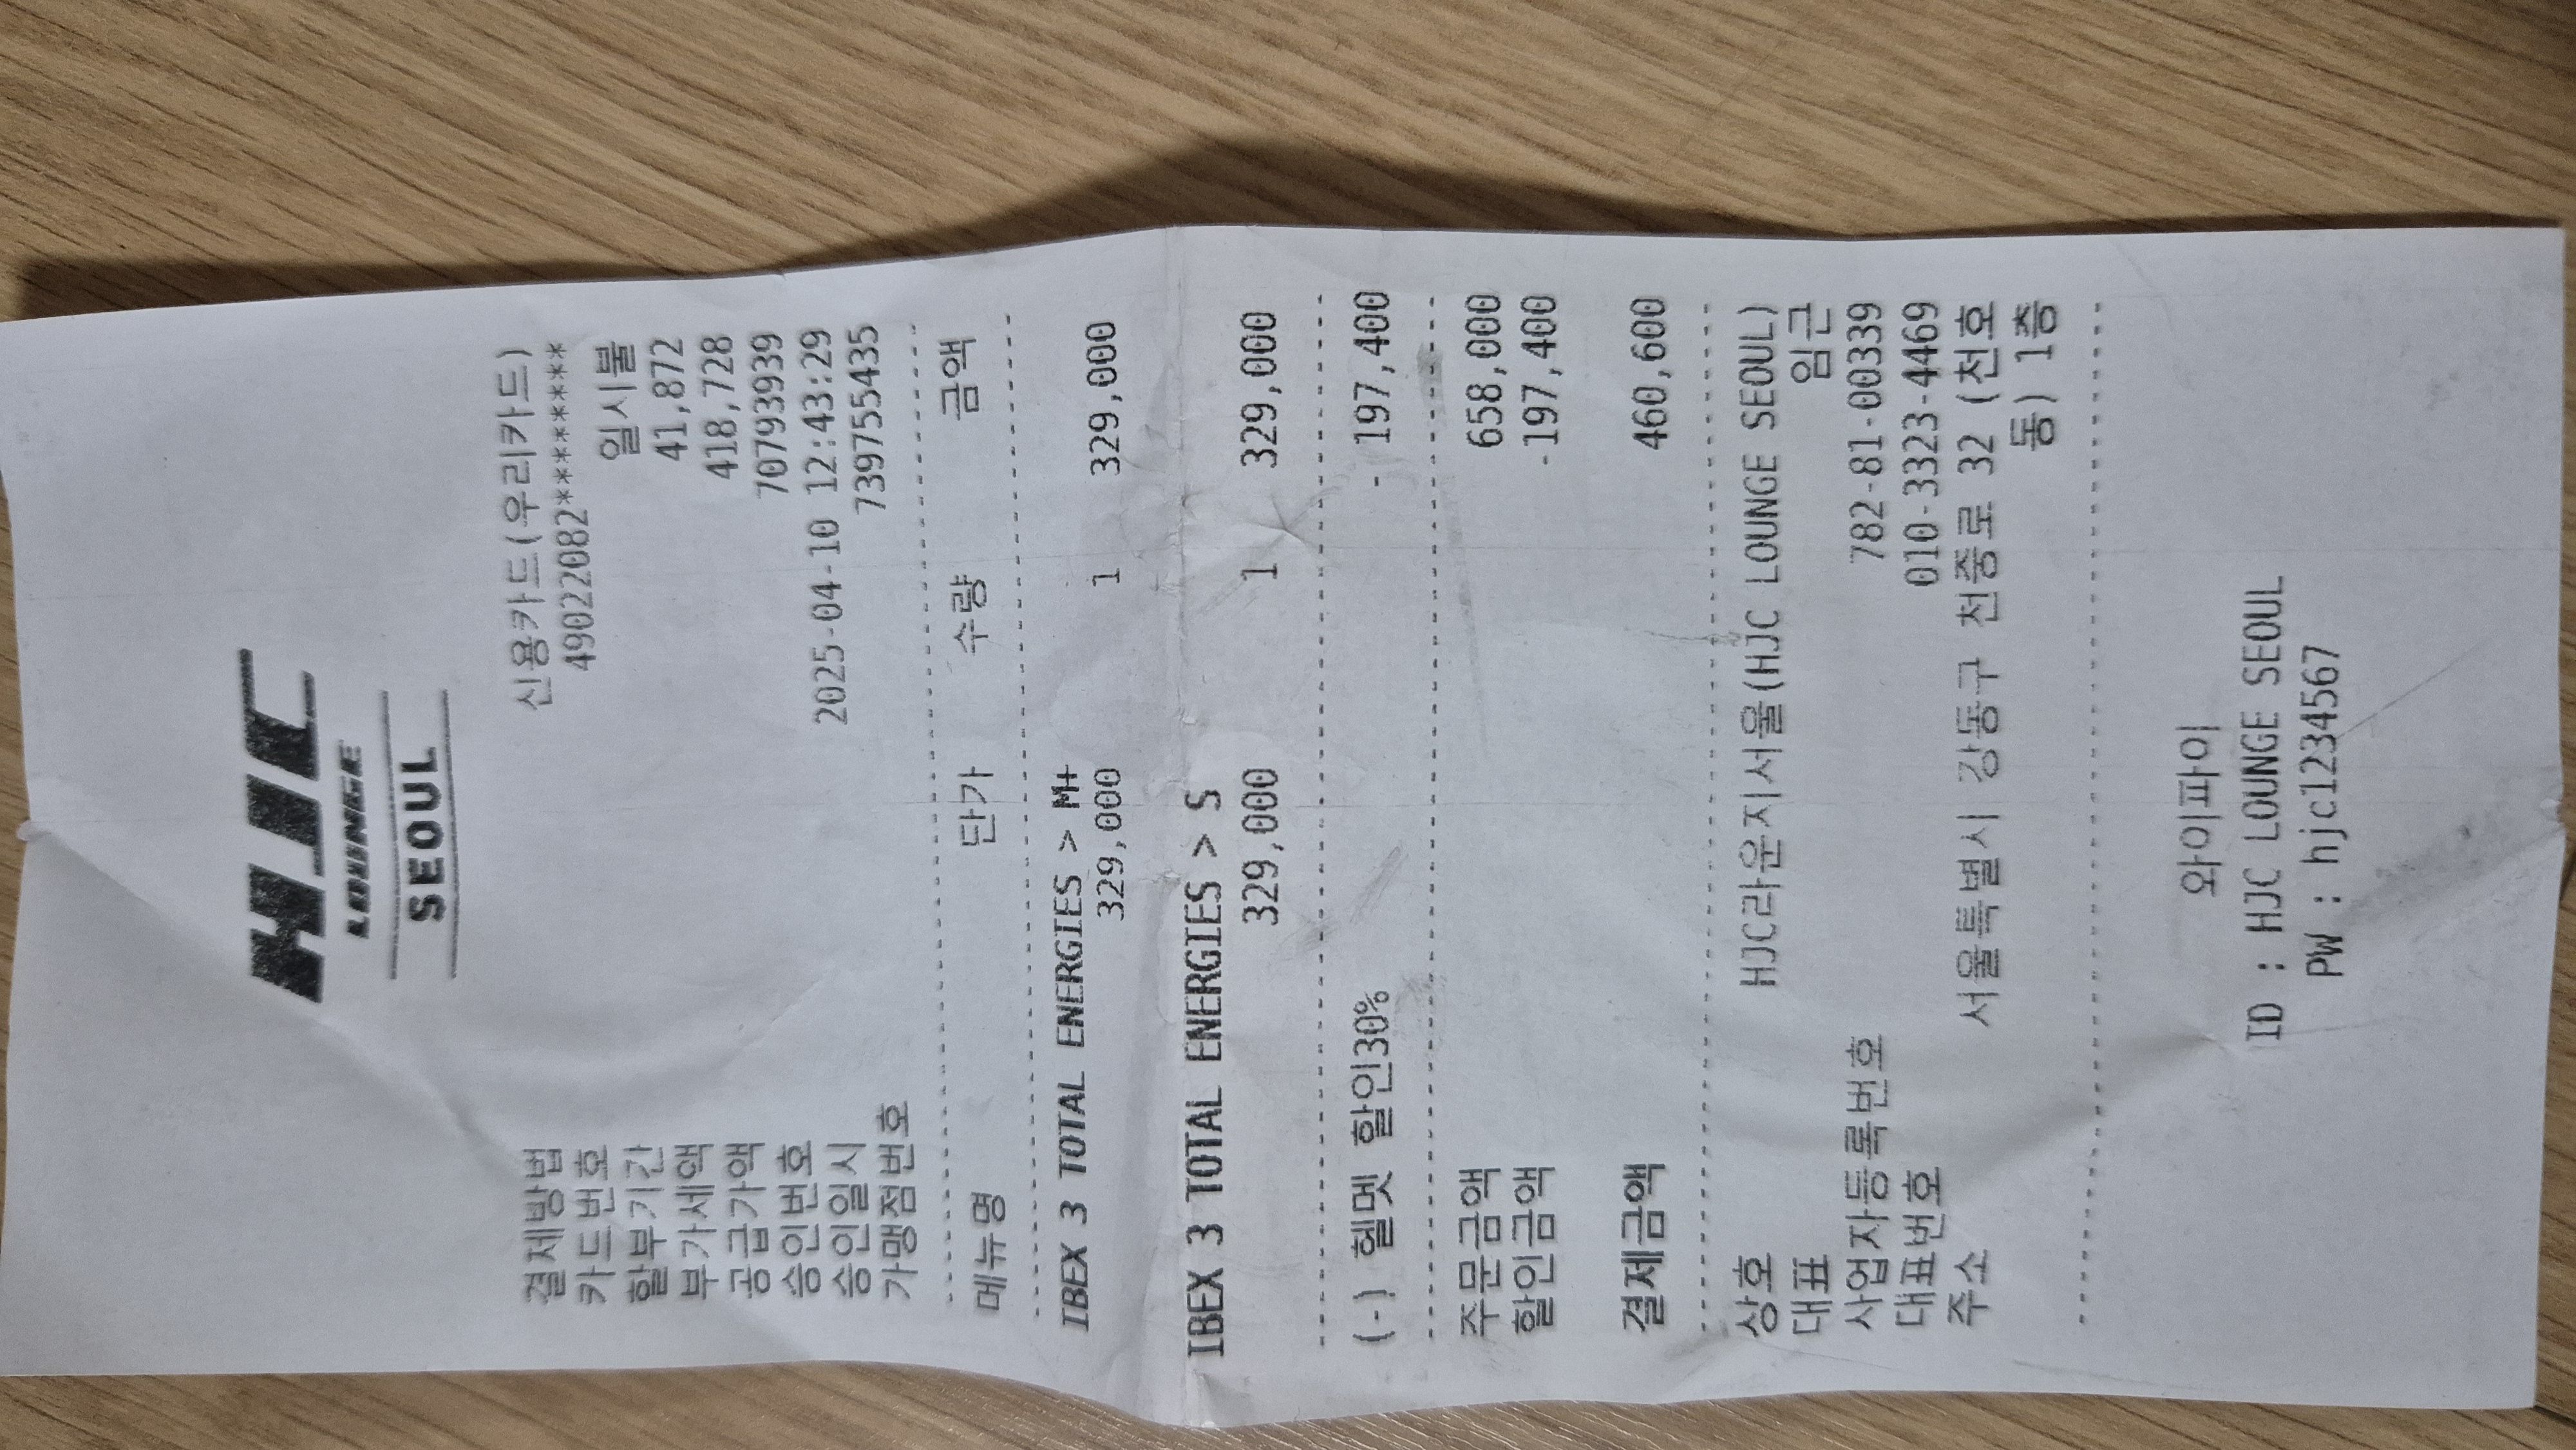 HJC
LOUNGE
SEOUL
결제방법 신용카드(우리카드)
카드번호 490222082*********
할부기간 일시불
부가세액 41,872
공급가액 418,728
승인번호 70793939
승인일시 2025-04-10 12:43:29
가맹점번호 739755435
메뉴명 단가 수량 금액
IBEX 3 TOTAL ENERGIES > M+
329,000 1 329,000
IBEX 3 TOTAL ENERGIES > S
329,000 1 329,000
(-) 헬멧 할인30% - 197,400
주문금액 658,000
할인금액 -197,400
결제금액 460,600
상호 HJC라운지서울(HJC LOUNGE SEOUL)
대표 임근
사업자등록번호 782-81-00339
대표번호 010-3323-4469
주소 서울특별시 강동구 천중로 32 (천호
동) 1층
와이파이
ID : HJC LOUNGE SEOUL
PW : hjc1234567